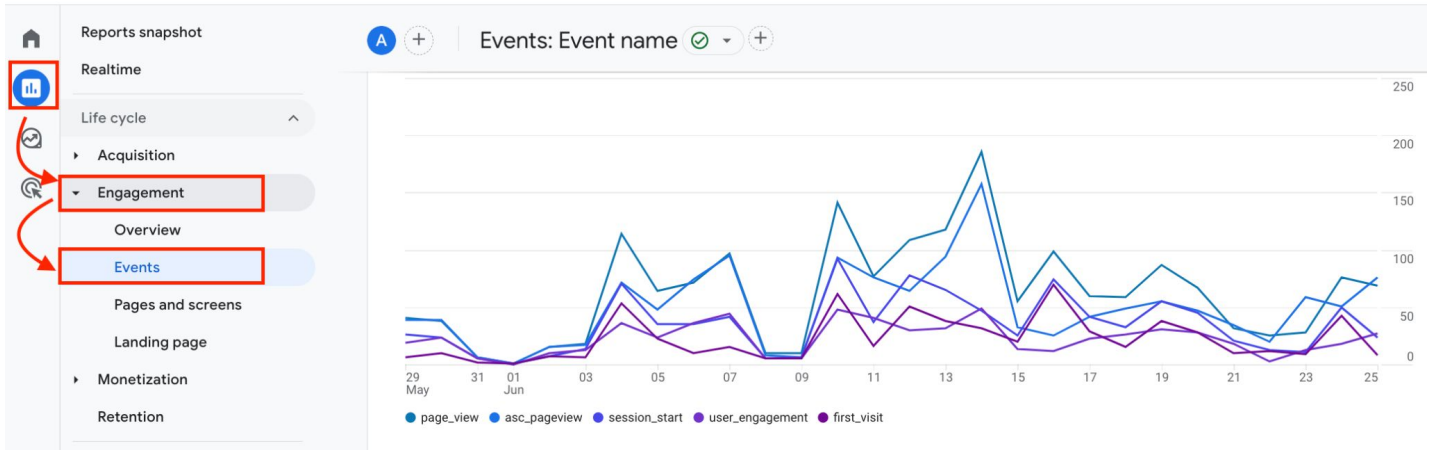 Reports snapshot
Realtime
Life cycle
Acquisition
Engagement
Overview
Events
Pages and screens
Landing page
Monetization
Retention
A
Events: Event name
250
200
150
100
50
0
29 31 01 03 05 07 09 11 13 15 17 19 21 23 25
May Jun
page_view asc_pageview session_start user_engagement first_visit